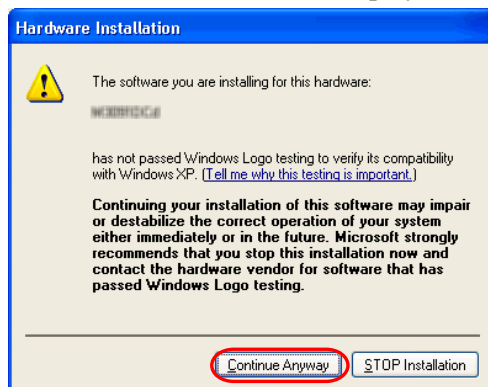 Hardware Installation
The software you are installing for this hardware:
has not passed Windows Logo testing to verify its compatibility
with Windows XP. (Tell me why this testing is important.)
Continuing your installation of this software may impair
or destabilize the correct operation of your system
either immediately or in the future. Microsoft strongly
recommends that you stop this installation now and
contact the hardware vendor for software that has
passed Windows Logo testing.
Continue Anyway
STOP Installation